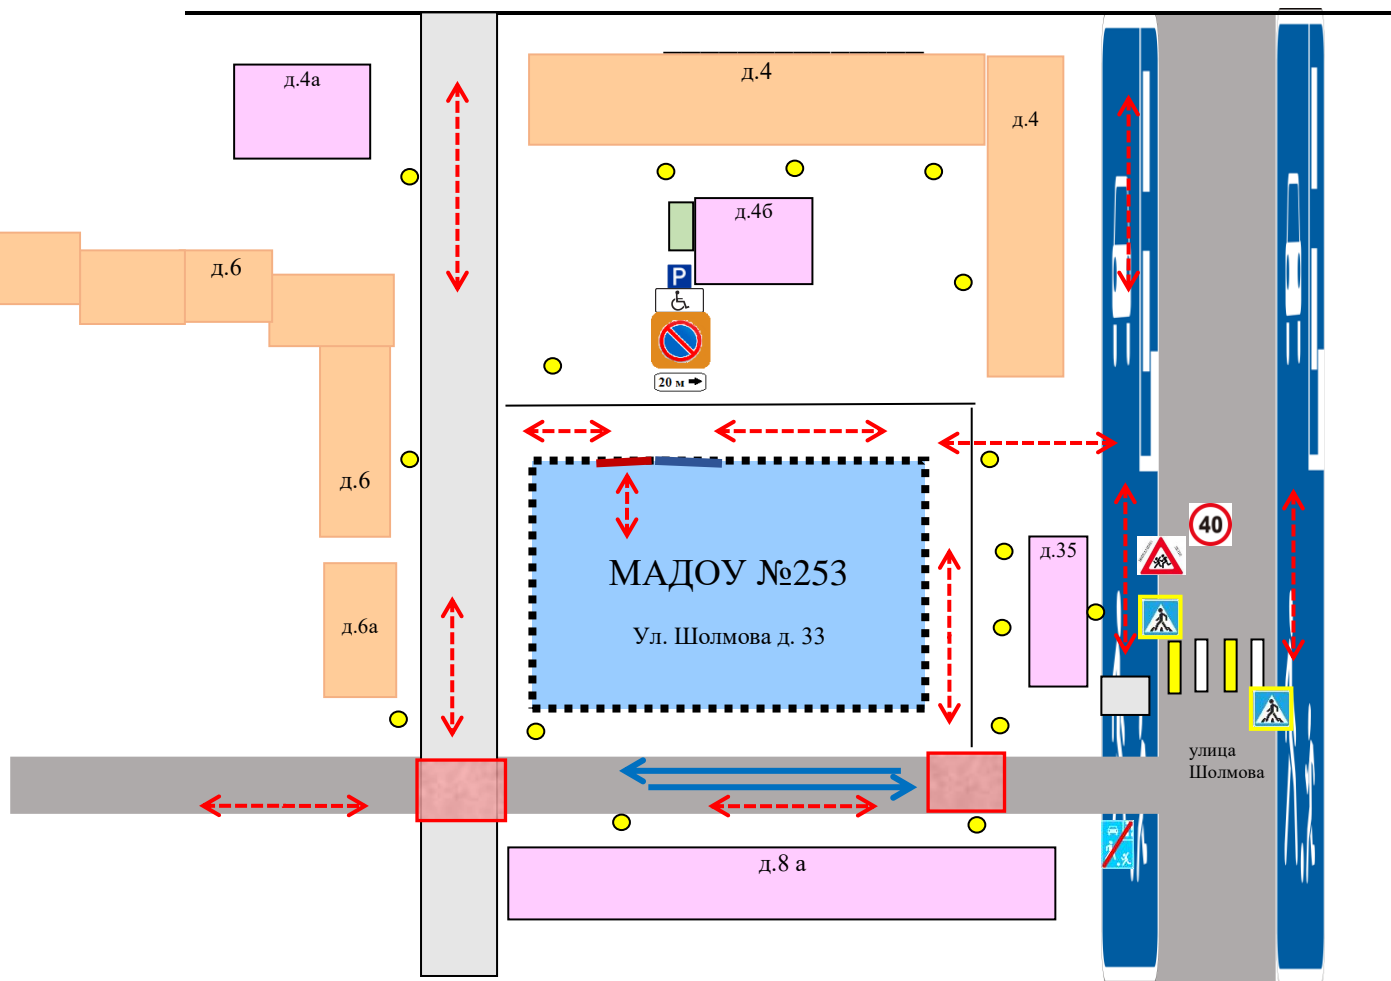 д.4а
д.4
д.4
д.4б
д.6
P
20 м
40
д.6
д.35
МАДОУ №253
д.6а
Ул. Шолмова д. 33
улица
Шолмова
д.8 а